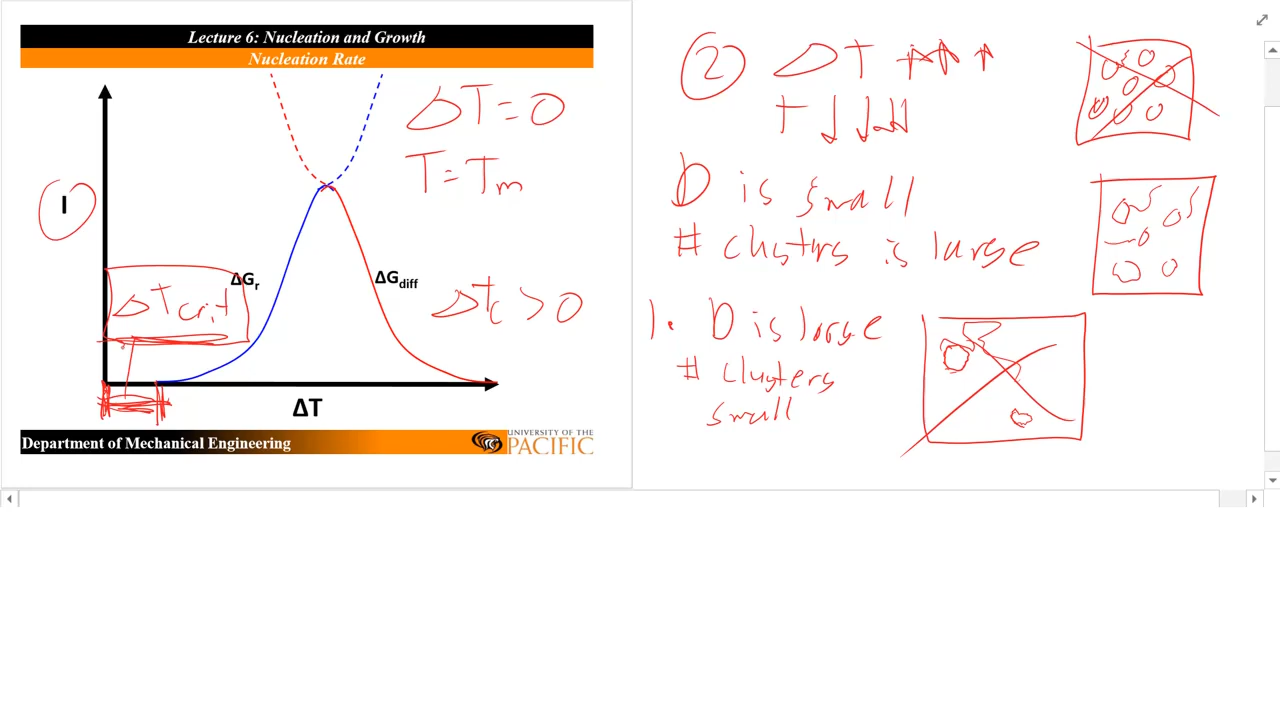 Lecture 6: Nucleation and Growth
Nucleation Rate
ΔT = 0
T = Tm
I
ΔGr
ΔGdiff
ΔTcrit
ΔTc > 0
ΔT
Department of Mechanical Engineering
UNIVERSITY OF THE
PACIFIC
2 ΔT ↑↑↑ ↑
T ↓ ↓↓↓
D is small
# clusters is large
1. D is large
# clusters
small